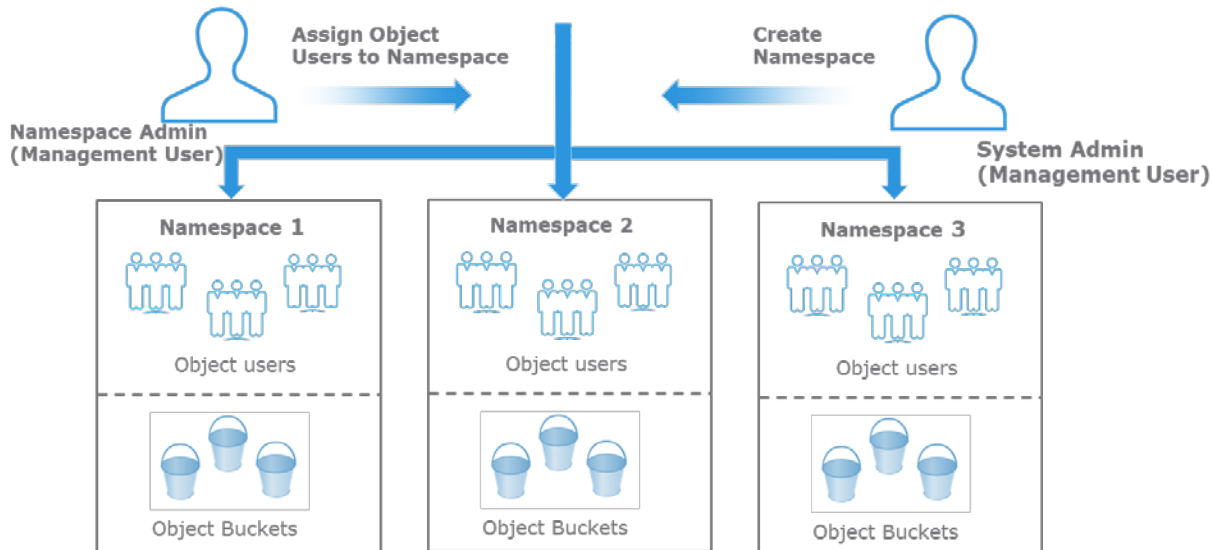 Assign Object
Users to Namespace
Create
Namespace
Namespace Admin
(Management User)
System Admin
(Management User)
Namespace 1
Namespace 2
Namespace 3
Object users
Object users
Object users
Object Buckets
Object Buckets
Object Buckets